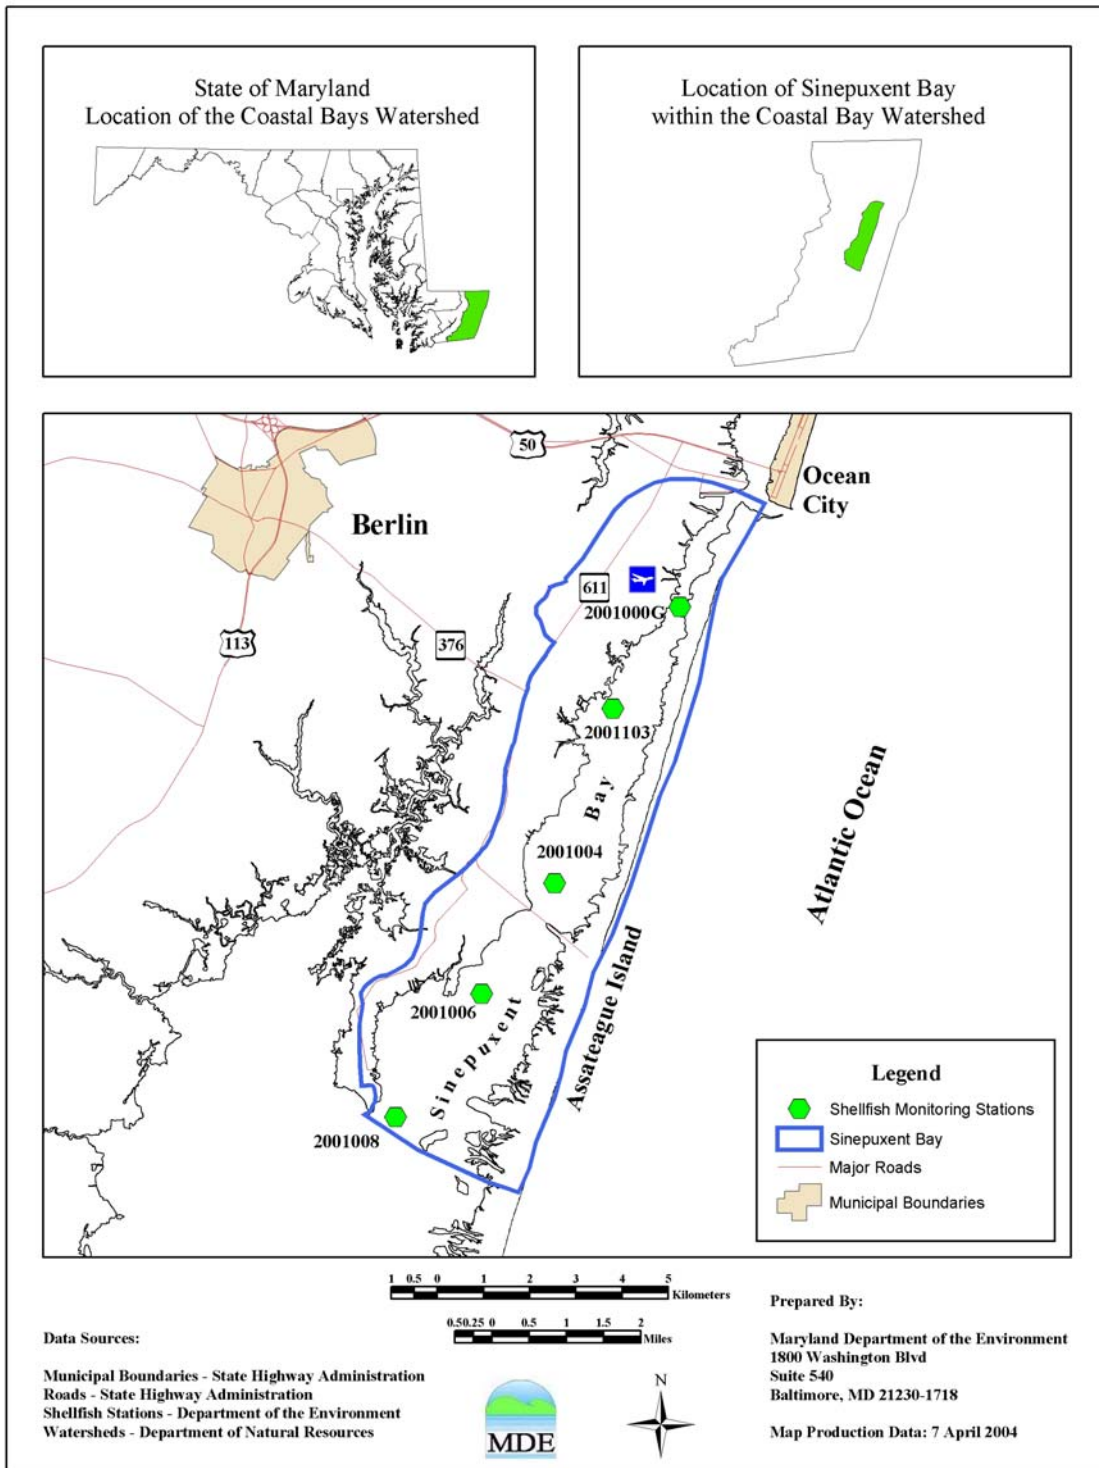 State of Maryland
Location of the Coastal Bays Watershed
Location of Sinepuxent Bay
within the Coastal Bay Watershed
50
Ocean
City
Berlin
611
2001000G
113
376
2001103
Bay
2001004
Atlantic Ocean
2001006
Sinepuxent
Assateague Island
2001008
Legend
Shellfish Monitoring Stations
Sinepuxent Bay
Major Roads
Municipal Boundaries
1 0.5 0 1 2 3 4 5
Kilometers
0.5 0.25 0 0.5 1 1.5 2
Miles
Data Sources:
Municipal Boundaries - State Highway Administration
Roads - State Highway Administration
Shellfish Stations - Department of the Environment
Watersheds - Department of Natural Resources
MDE
N
Prepared By:
Maryland Department of the Environment
1800 Washington Blvd
Suite 540
Baltimore, MD 21230-1718
Map Production Data: 7 April 2004